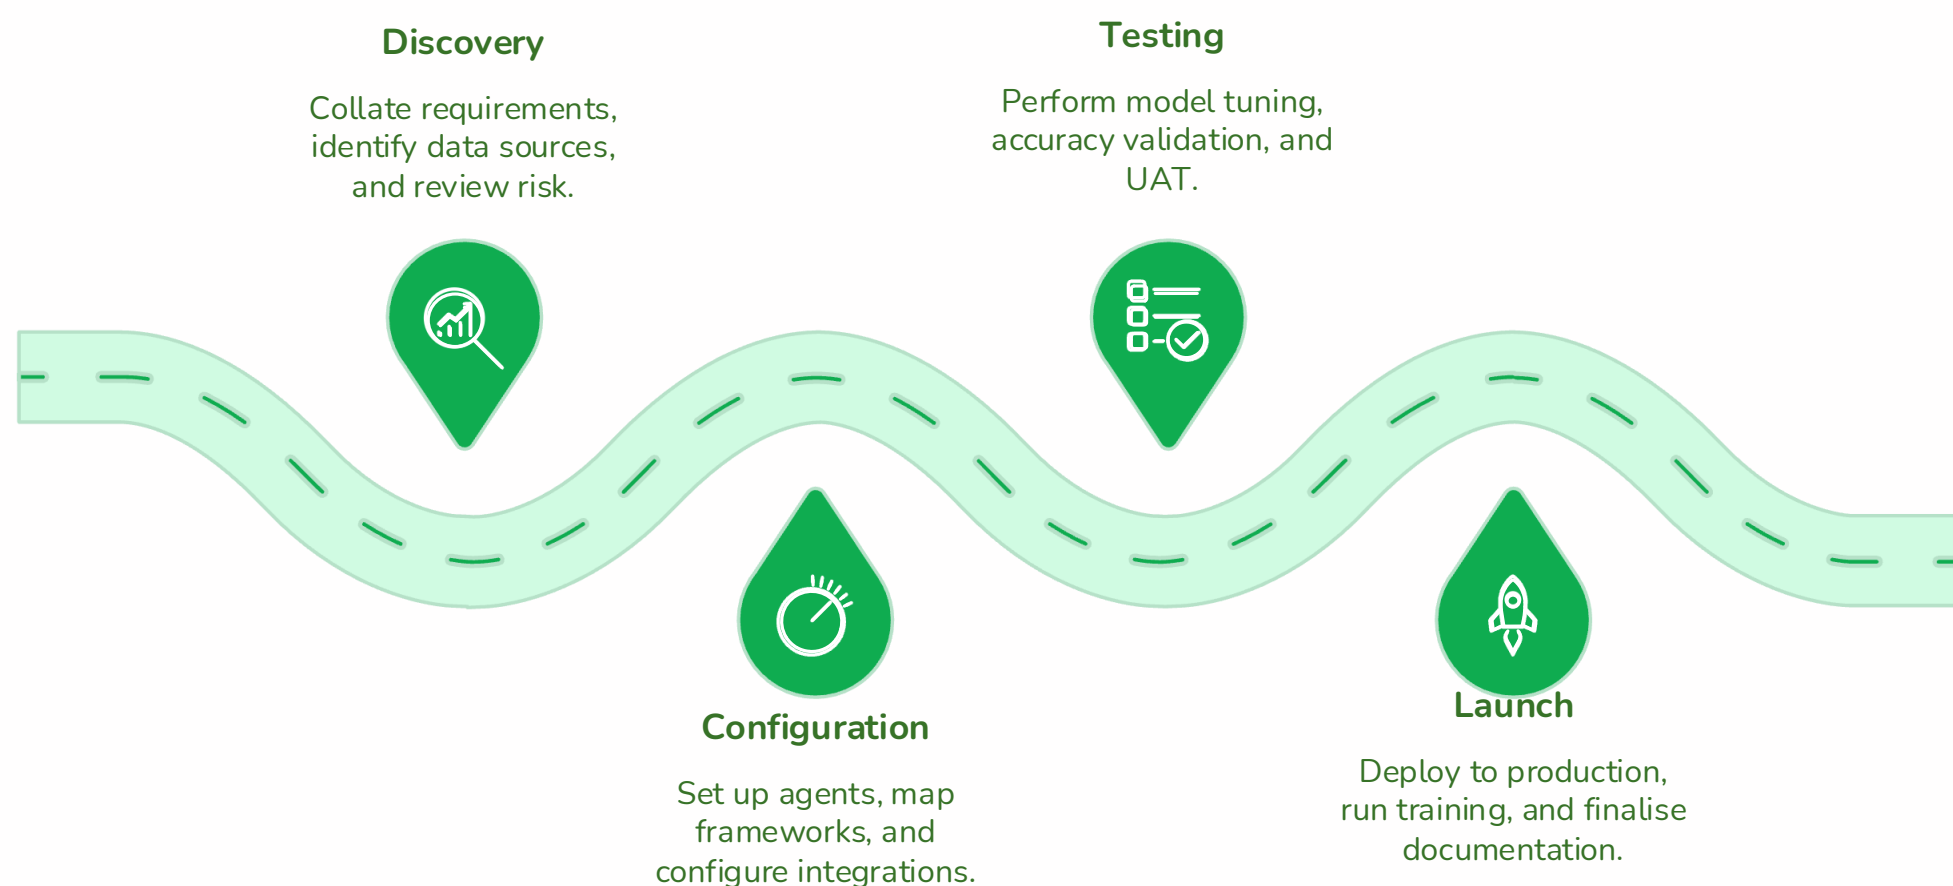 Discovery
Collate requirements,
identify data sources,
and review risk.
Configuration
Set up agents, map
frameworks, and
configure integrations.
Testing
Perform model tuning,
accuracy validation, and
UAT.
Launch
Deploy to production,
run training, and finalise
documentation.